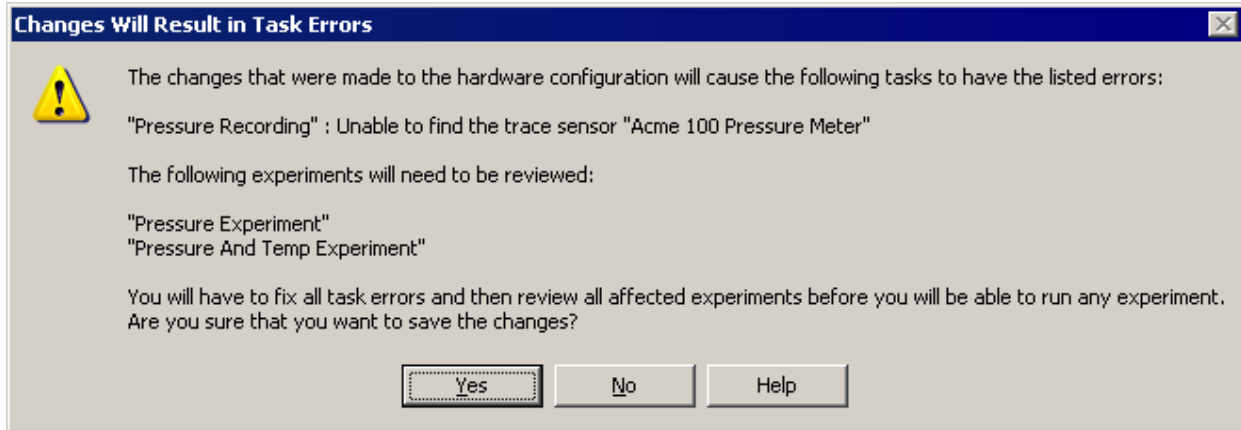 Changes Will Result in Task Errors
The changes that were made to the hardware configuration will cause the following tasks to have the listed errors:
"Pressure Recording" : Unable to find the trace sensor "Acme 100 Pressure Meter"
The following experiments will need to be reviewed:
"Pressure Experiment"
"Pressure And Temp Experiment"
You will have to fix all task errors and then review all affected experiments before you will be able to run any experiment.
Are you sure that you want to save the changes?
Yes
No
Help